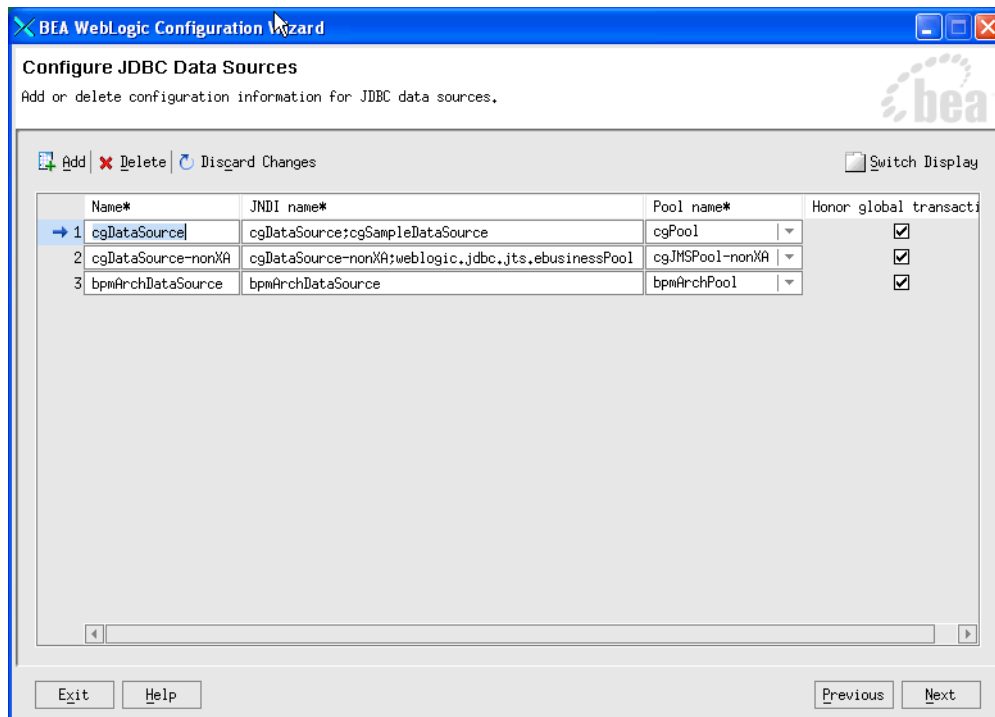 BEA WebLogic Configuration Wizard
Configure JDBC Data Sources
Add or delete configuration information for JDBC data sources.
bea
Add Delete Discard Changes Switch Display
Name* JNDI name* Pool name* Honor global transacti
1 cgDataSource cgDataSource;cgSampleDataSource cgPool
2 cgDataSource-nonXA cgDataSource-nonXA;weblogic.jdbc.jts.ebusinessPool cgJMSPool-nonXA
3 bpmArchDataSource bpmArchDataSource bpmArchPool
Exit Help Previous Next